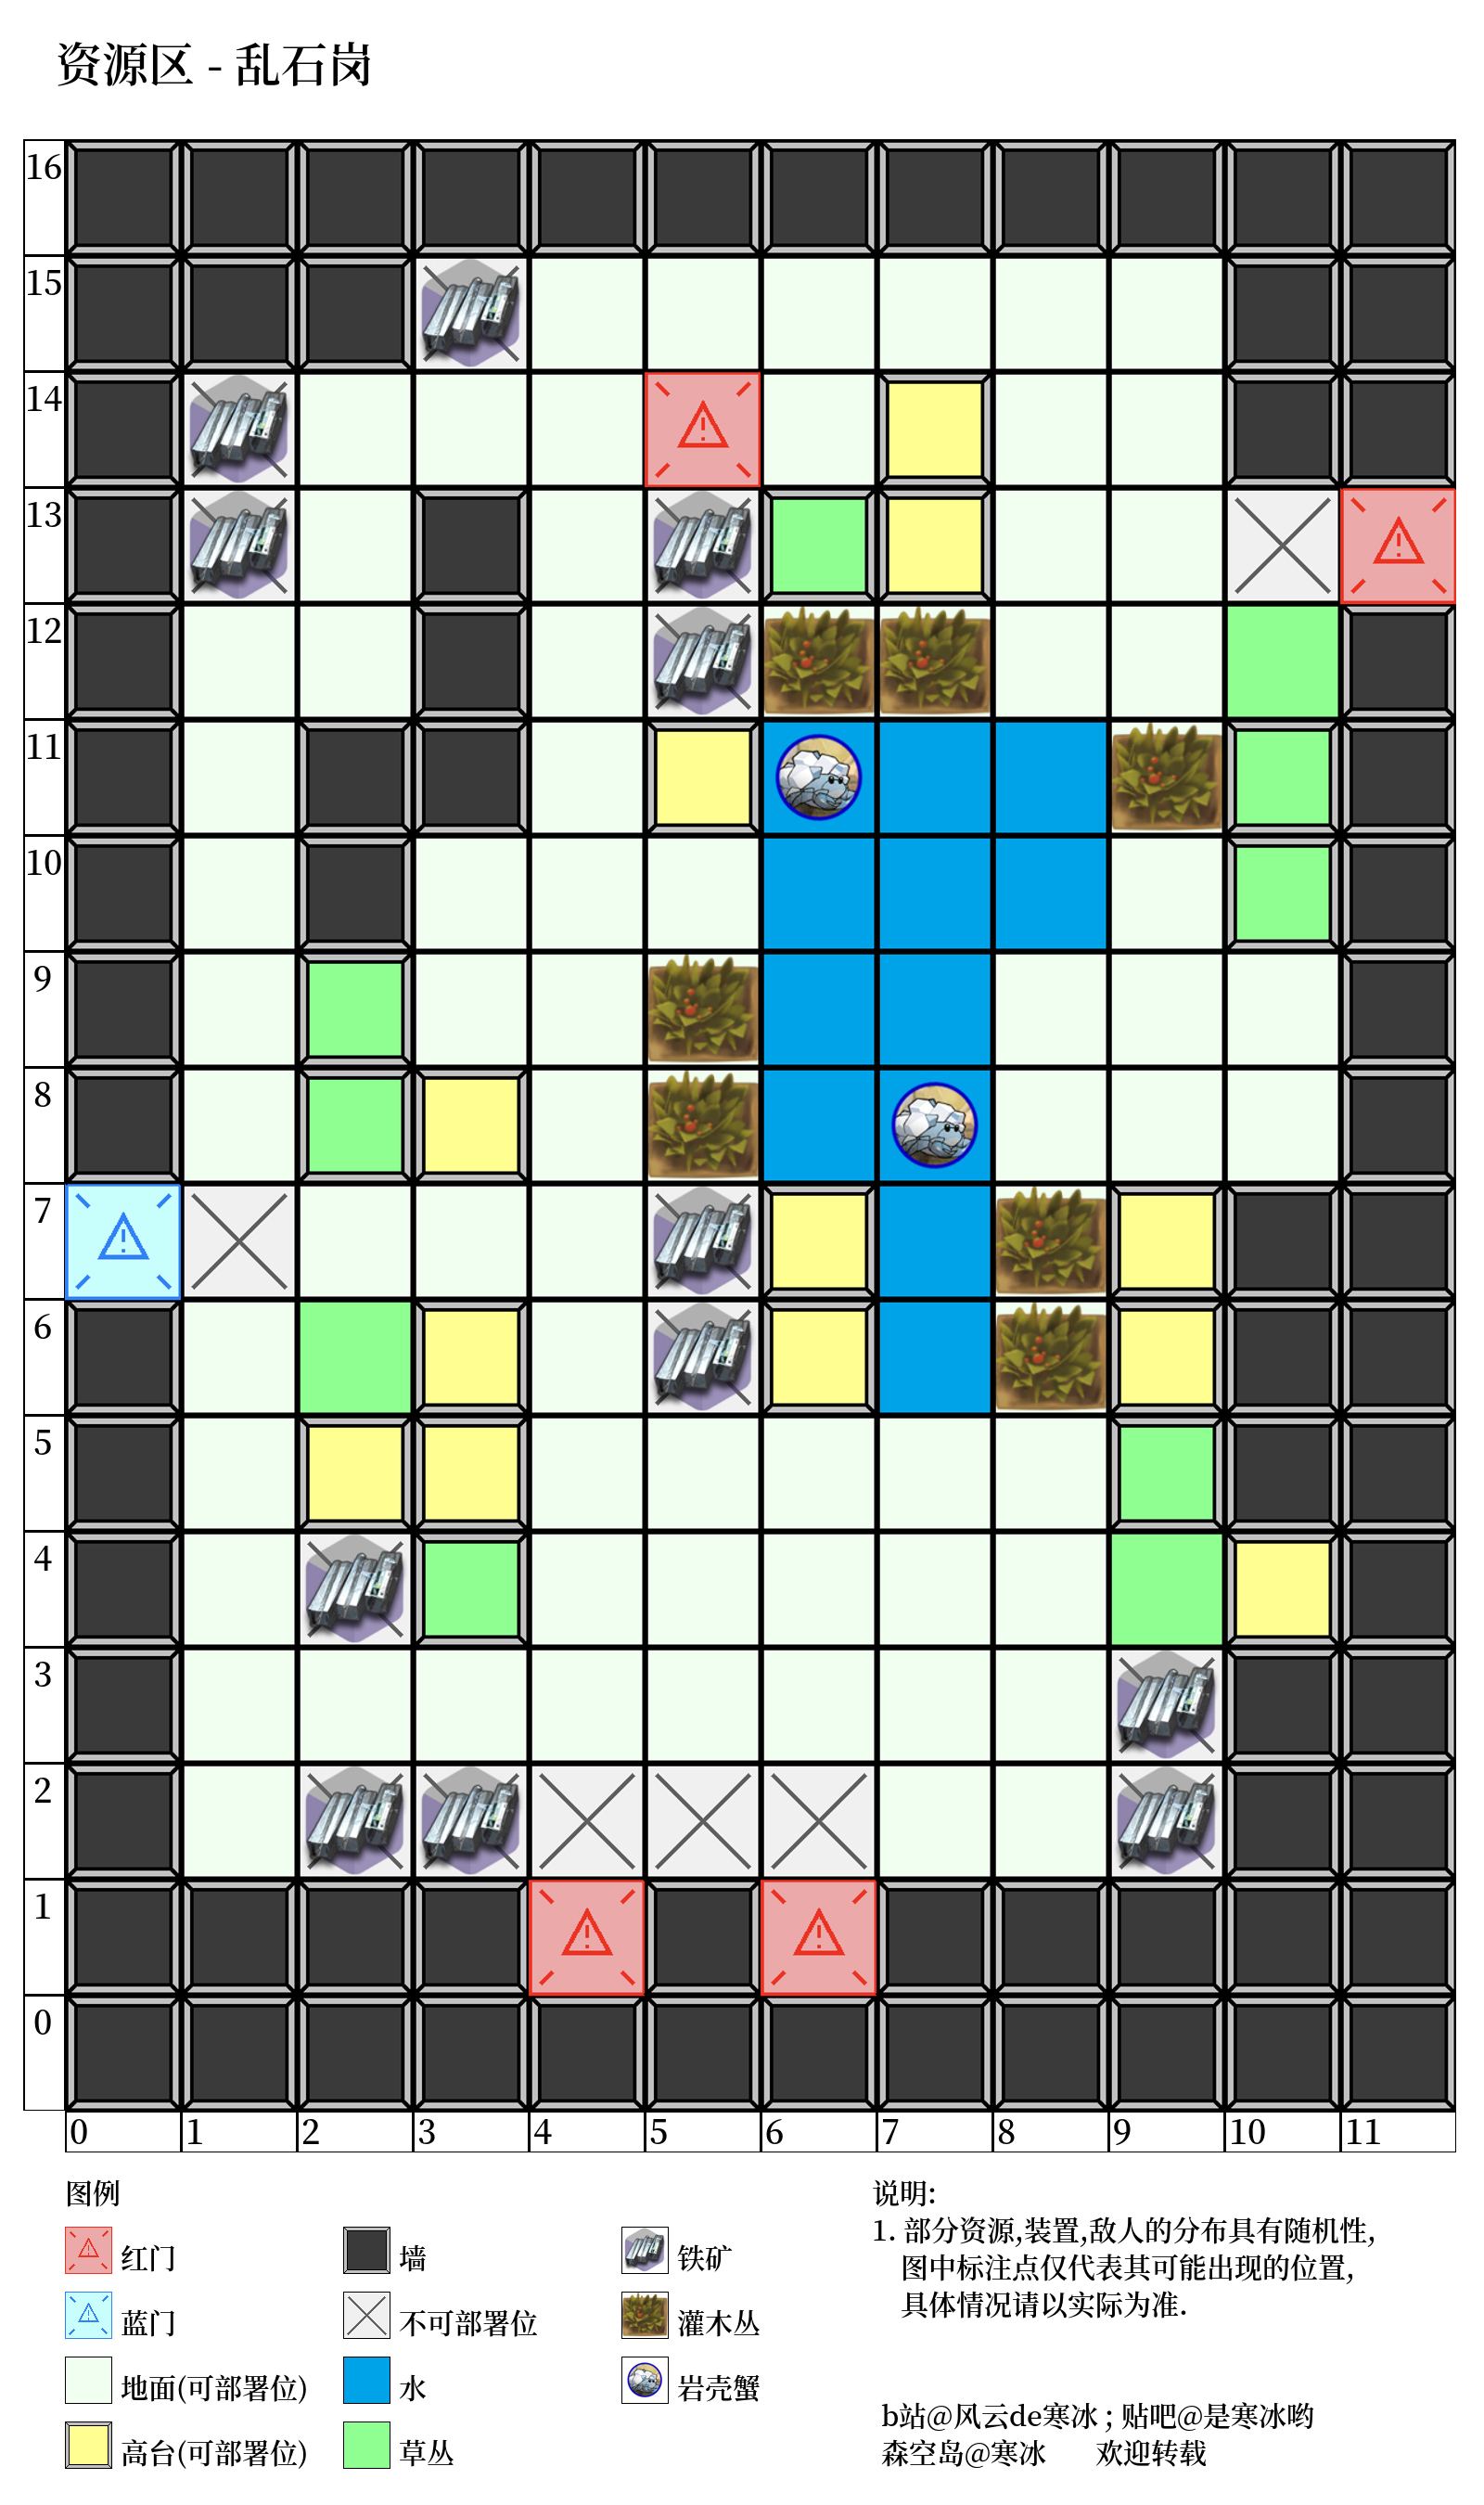 资源区 - 乱石岗
16
15
14
13
12
11
10
9
8
7
6
5
4
3
2
1
0
0 1 2 3 4 5 6 7 8 9 10 11
图例
红门
蓝门
地面(可部署位)
高台(可部署位)
墙
不可部署位
水
草丛
铁矿
灌木丛
岩壳蟹
说明:
1. 部分资源,装置,敌人的分布具有随机性,
图中标注点仅代表其可能出现的位置,
具体情况请以实际为准.
b站@风云de寒冰 ; 贴吧@是寒冰哟
森空岛@寒冰 欢迎转载